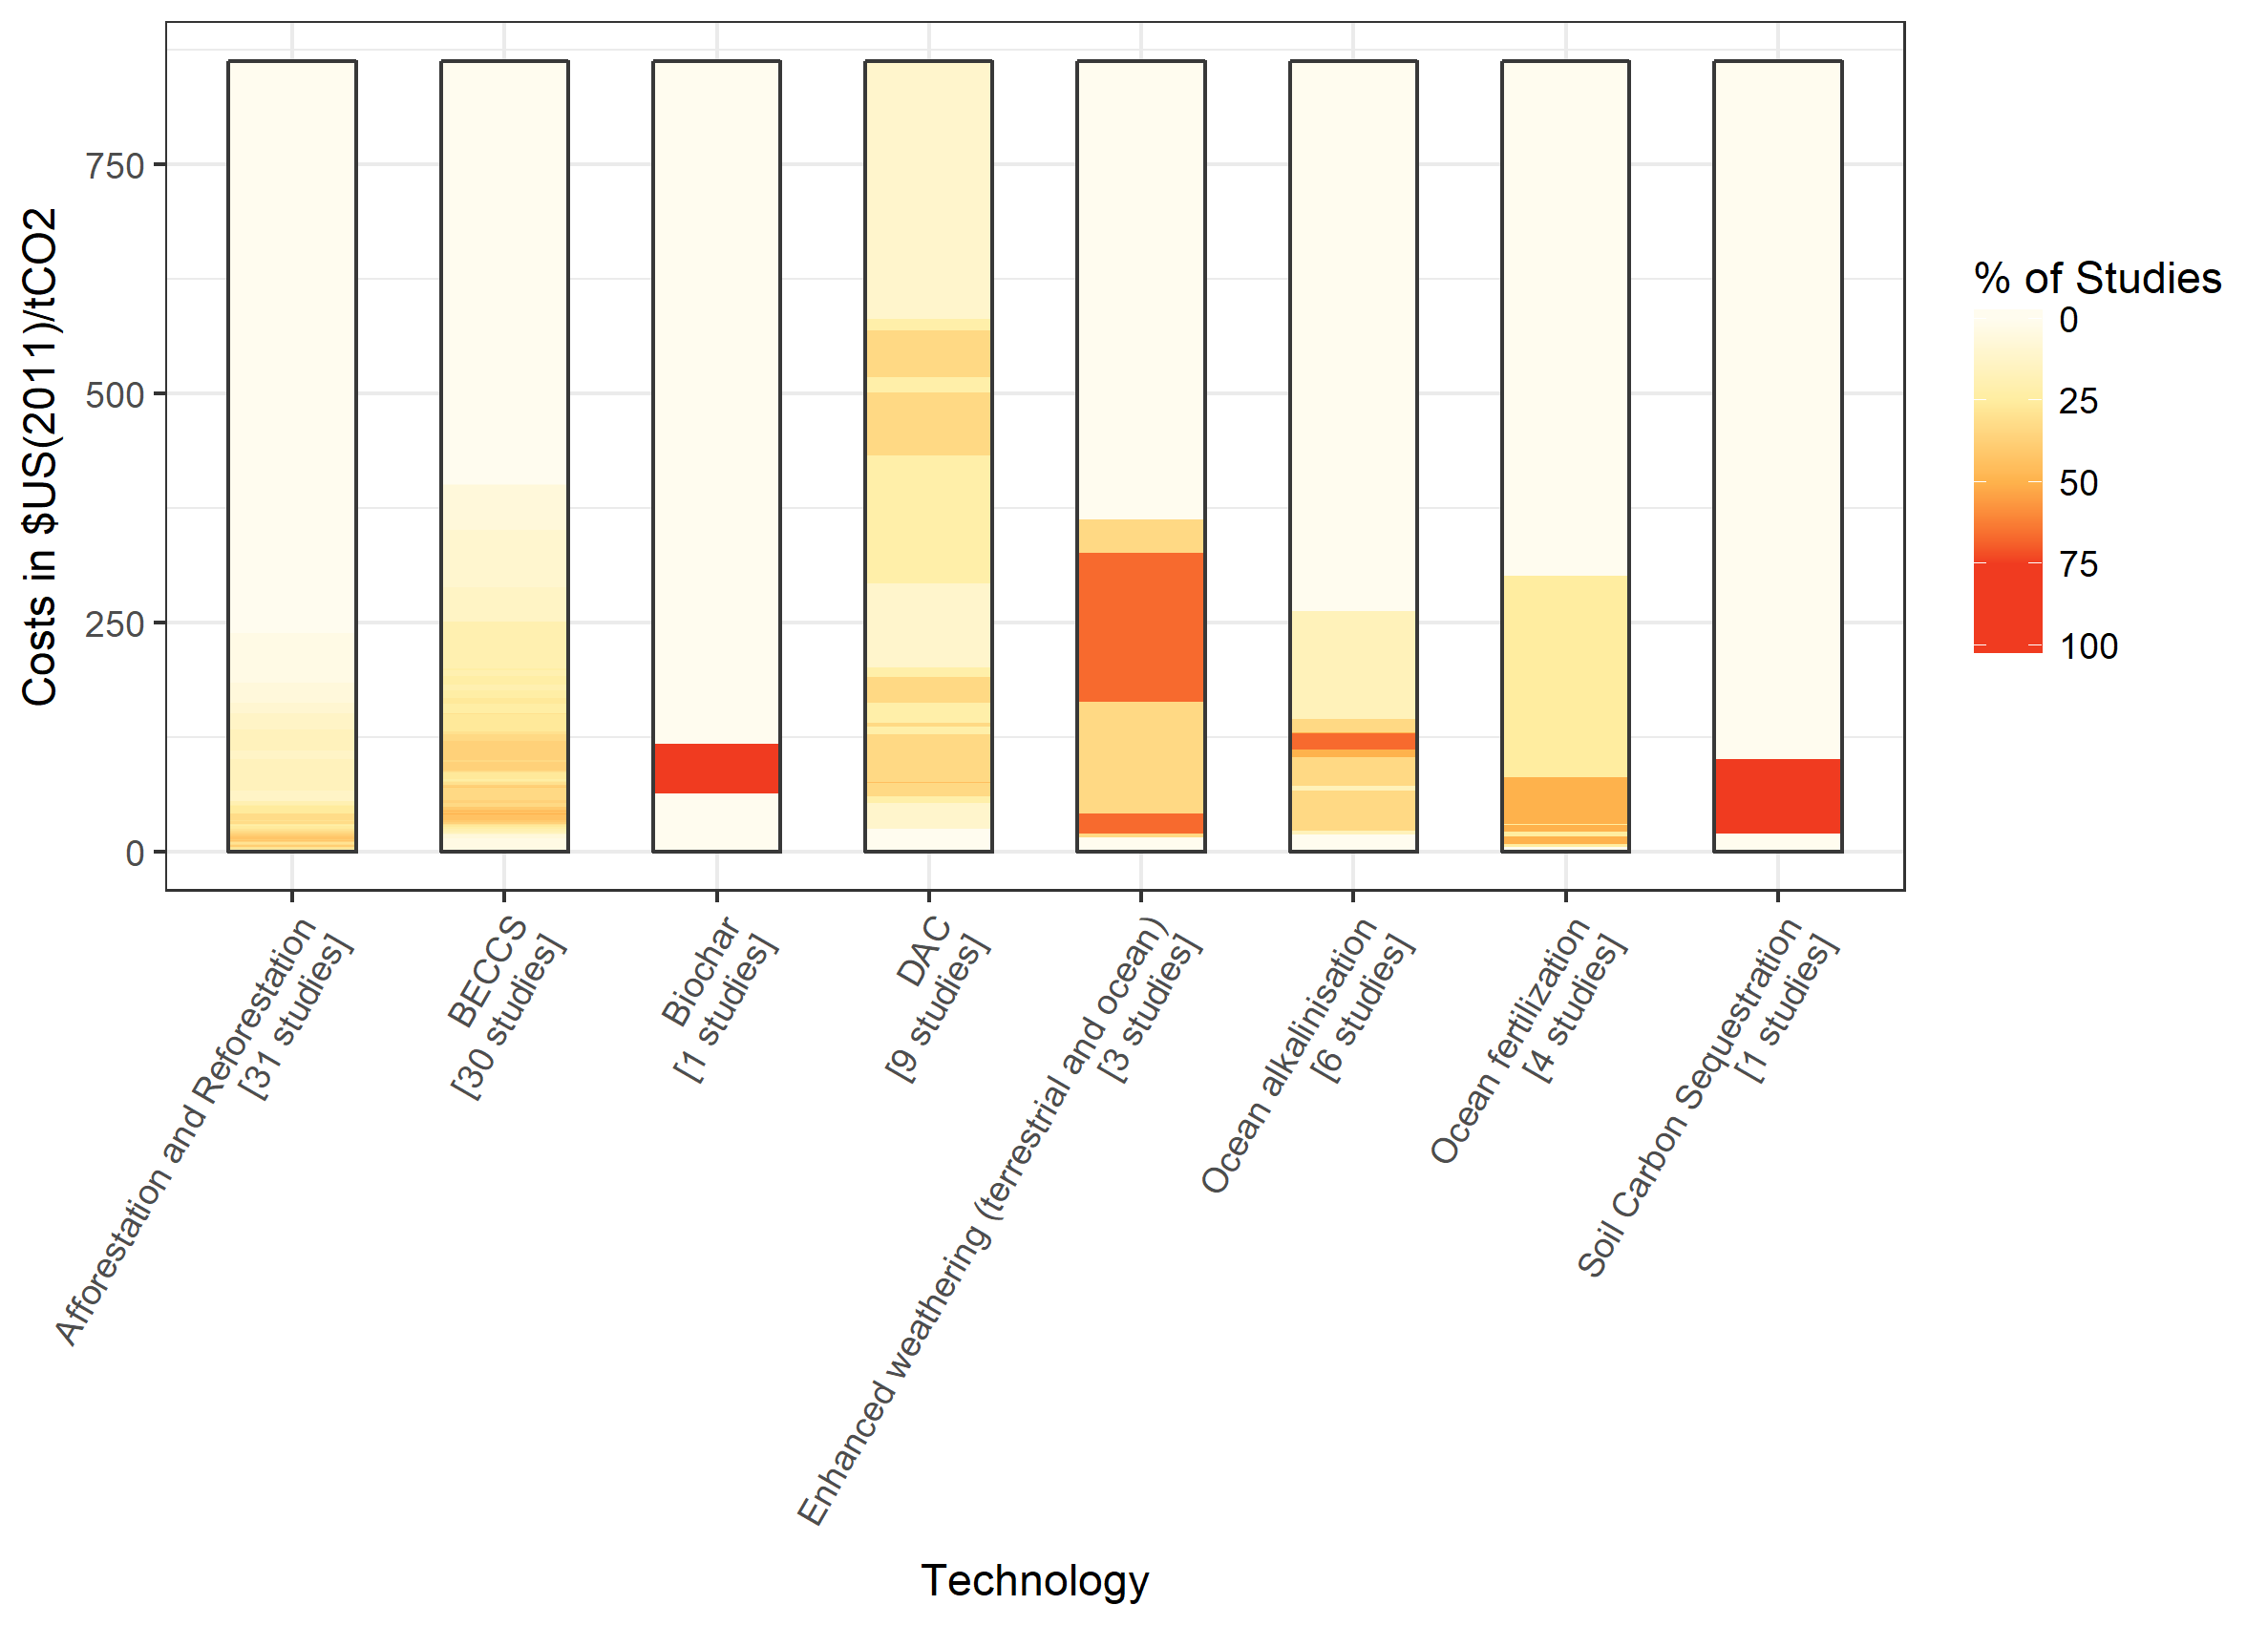 Costs in $US(2011)/tCO2
750
500
250
0
Afforestation and Reforestation
[31 studies]
BECCS
[30 studies]
Biochar
[1 studies]
DAC
[9 studies]
Enhanced weathering (terrestrial and ocean)
[3 studies]
Ocean alkalinisation
[6 studies]
Ocean fertilization
[4 studies]
Soil Carbon Sequestration
[1 studies]
Technology
% of Studies
0
25
50
75
100